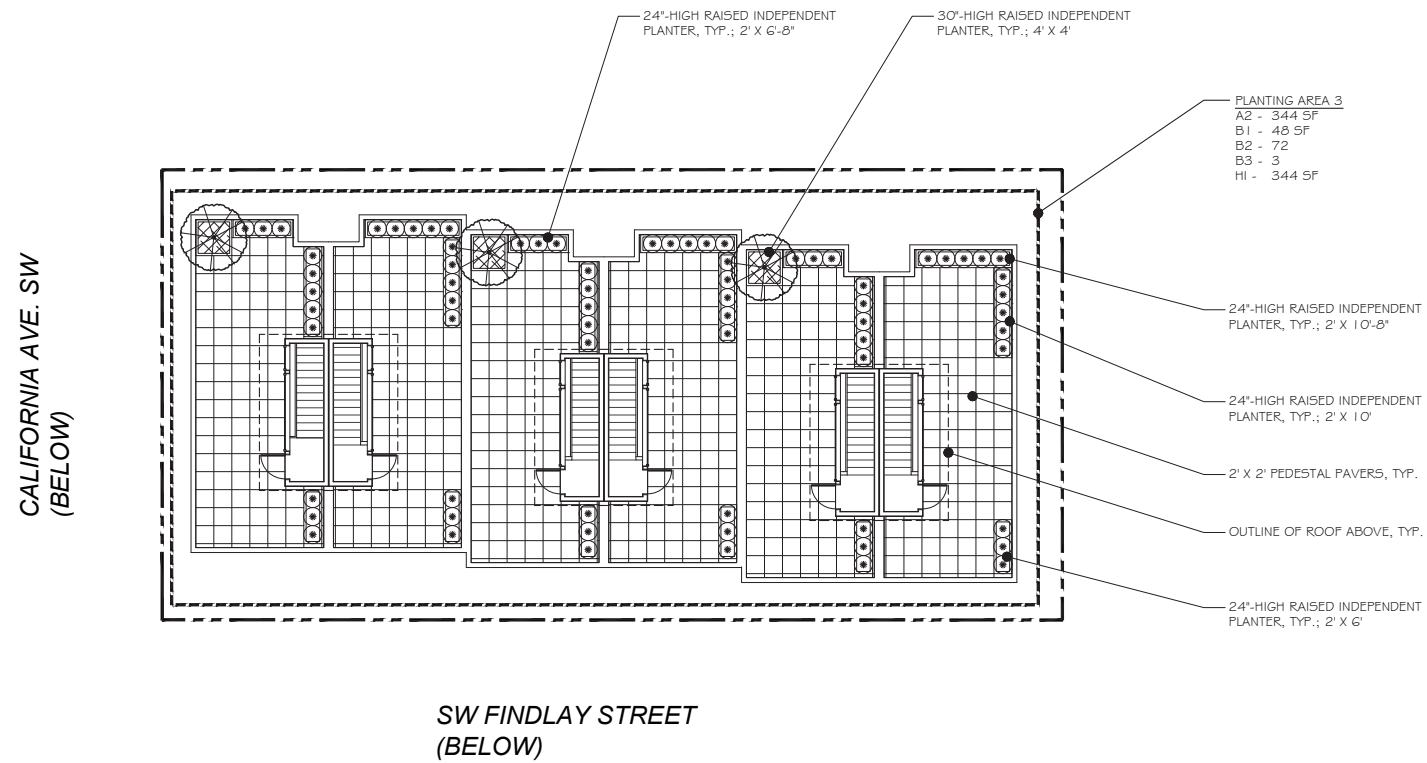 24"-HIGH RAISED INDEPENDENT
PLANTER, TYP.; 2' X 6'-8"
30"-HIGH RAISED INDEPENDENT
PLANTER, TYP.; 4' X 4'
PLANTING AREA 3
A2 - 344 SF
B1 - 48 SF
B2 - 72
B3 - 3
H1 - 344 SF
CALIFORNIA AVE. SW
(BELOW)
24"-HIGH RAISED INDEPENDENT
PLANTER, TYP.; 2' X 10'-8"
24"-HIGH RAISED INDEPENDENT
PLANTER, TYP.; 2' X 10'
2' X 2' PEDESTAL PAVERS, TYP.
OUTLINE OF ROOF ABOVE, TYP.
24"-HIGH RAISED INDEPENDENT
PLANTER, TYP.; 2' X 6'
SW FINDLAY STREET
(BELOW)